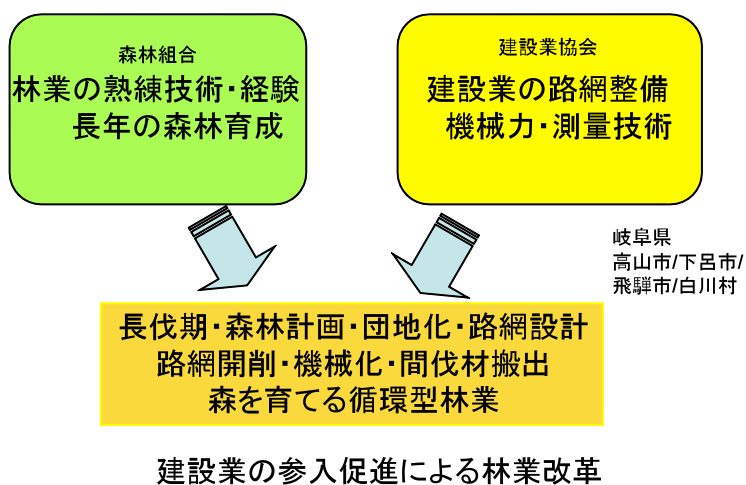 森林組合
林業の熟練技術・経験
長年の森林育成
建設業協会
建設業の路網整備
機械力・測量技術
岐阜県
高山市/下呂市/
飛騨市/白川村
長伐期・森林計画・団地化・路網設計
路網開削・機械化・間伐材搬出
森を育てる循環型林業
建設業の参入促進による林業改革